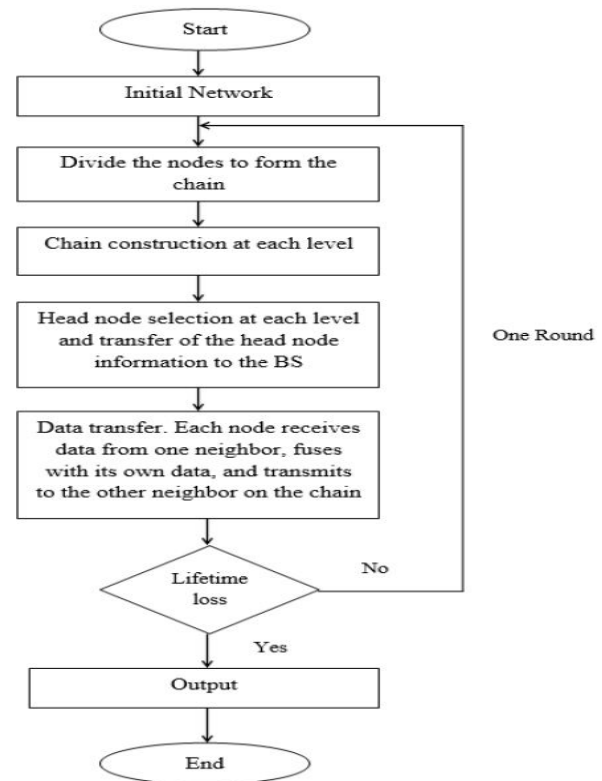 Start
Initial Network
Divide the nodes to form the
chain
Chain construction at each level
Head node selection at each level
and transfer of the head node
information to the BS
One Round
Data transfer. Each node receives
data from one neighbor, fuses
with its own data, and transmits
to the other neighbor on the chain
Lifetime
loss
No
Yes
Output
End